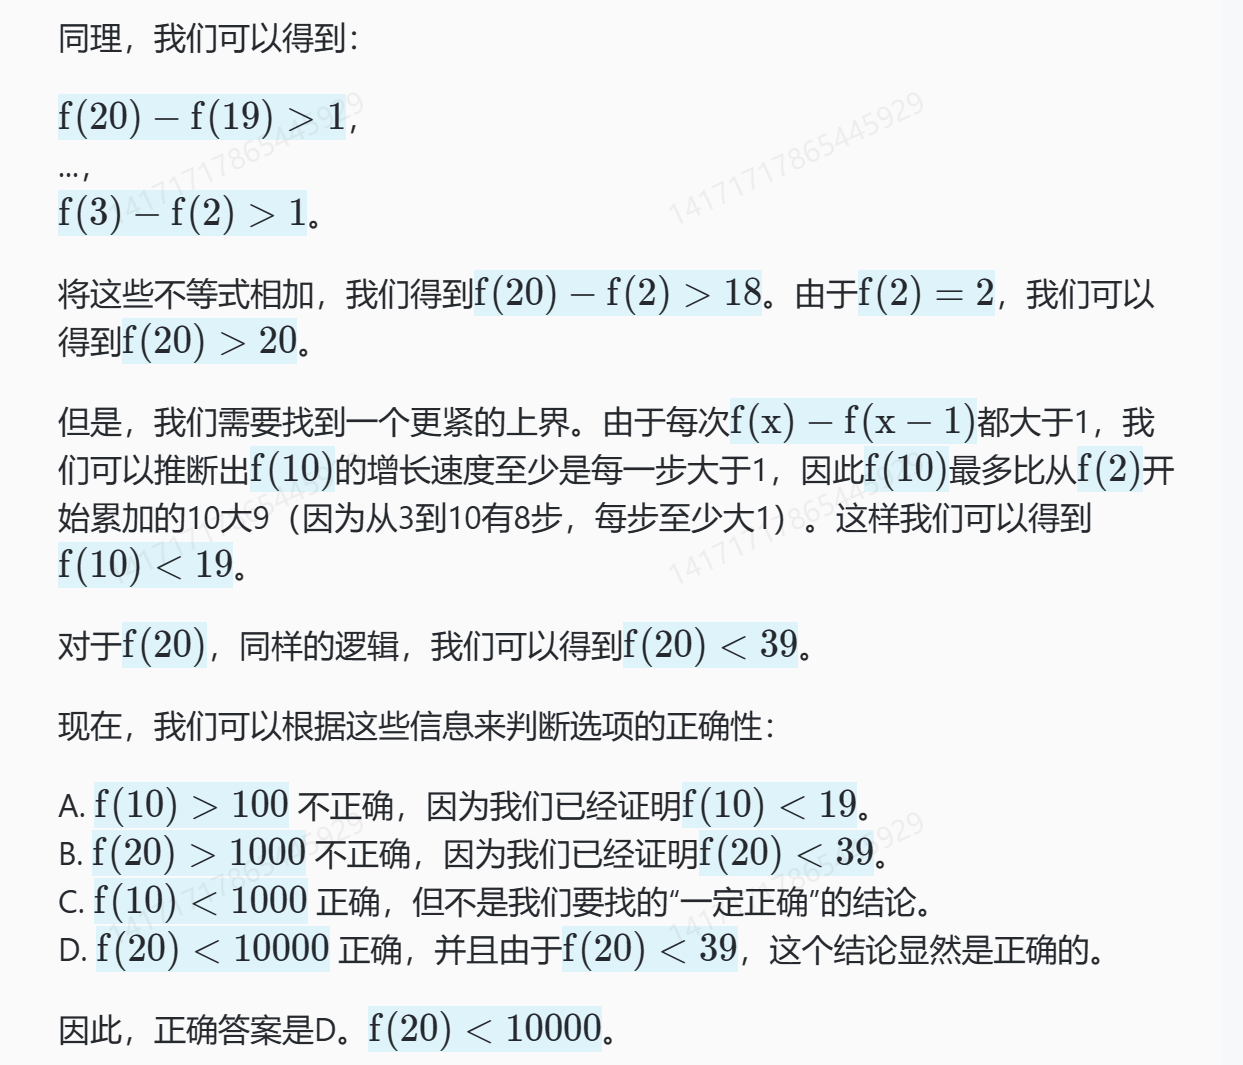 同理，我们可以得到：
f(20) − f(19) > 1，
...，
f(3) − f(2) > 1。
将这些不等式相加，我们得到f(20) − f(2) > 18。由于f(2) = 2，我们可以
得到f(20) > 20。
但是，我们需要找到一个更紧的上界。由于每次f(x) − f(x − 1)都大于1，我
们可以推断出f(10)的增长速度至少是每一步大于1，因此f(10)最多比从f(2)开
始累加的10大9（因为从3到10有8步，每步至少大1）。这样我们可以得到
f(10) < 19。
对于f(20)，同样的逻辑，我们可以得到f(20) < 39。
现在，我们可以根据这些信息来判断选项的正确性：
A. f(10) > 100 不正确，因为我们已经证明f(10) < 19。
B. f(20) > 1000 不正确，因为我们已经证明f(20) < 39。
C. f(10) < 1000 正确，但不是我们要找的“一定正确”的结论。
D. f(20) < 10000 正确，并且由于f(20) < 39，这个结论显然是正确的。
因此，正确答案是D。f(20) < 10000。
14171717865445929
14171717865445929
14171717865445929
14171717865445929
14171717865445929
14171717865445929